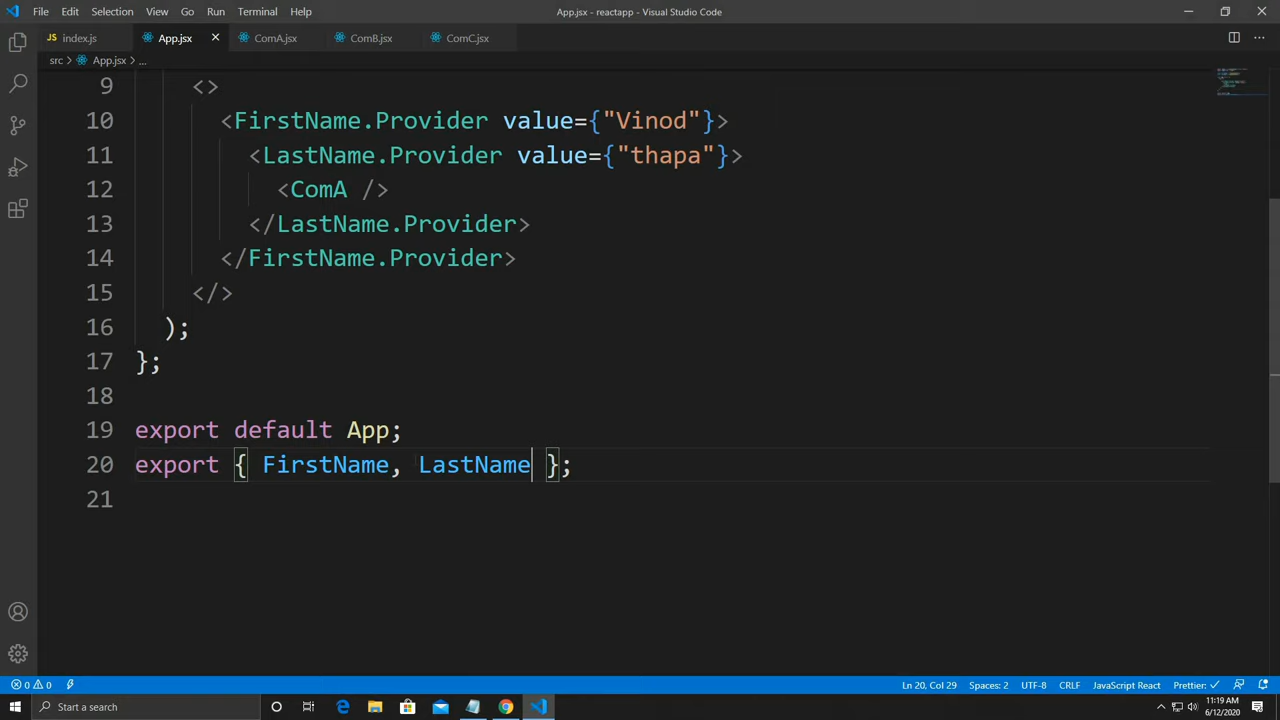 File Edit Selection View Go Run Terminal Help App.jsx - reactapp - Visual Studio Code
index.js App.jsx ComA.jsx ComB.jsx ComC.jsx
src > App.jsx > ...
9 <>
10 <FirstName.Provider value={"Vinod"}>
11 <LastName.Provider value={"thapa"}>
12 <ComA />
13 </LastName.Provider>
14 </FirstName.Provider>
15 </>
16 );
17 };
18
19 export default App;
20 export { FirstName, LastName };
21
0 0 Ln 20, Col 29 Spaces: 2 UTF-8 CRLF JavaScript React Prettier: ✓
Start a search 11:19 AM
6/12/2020